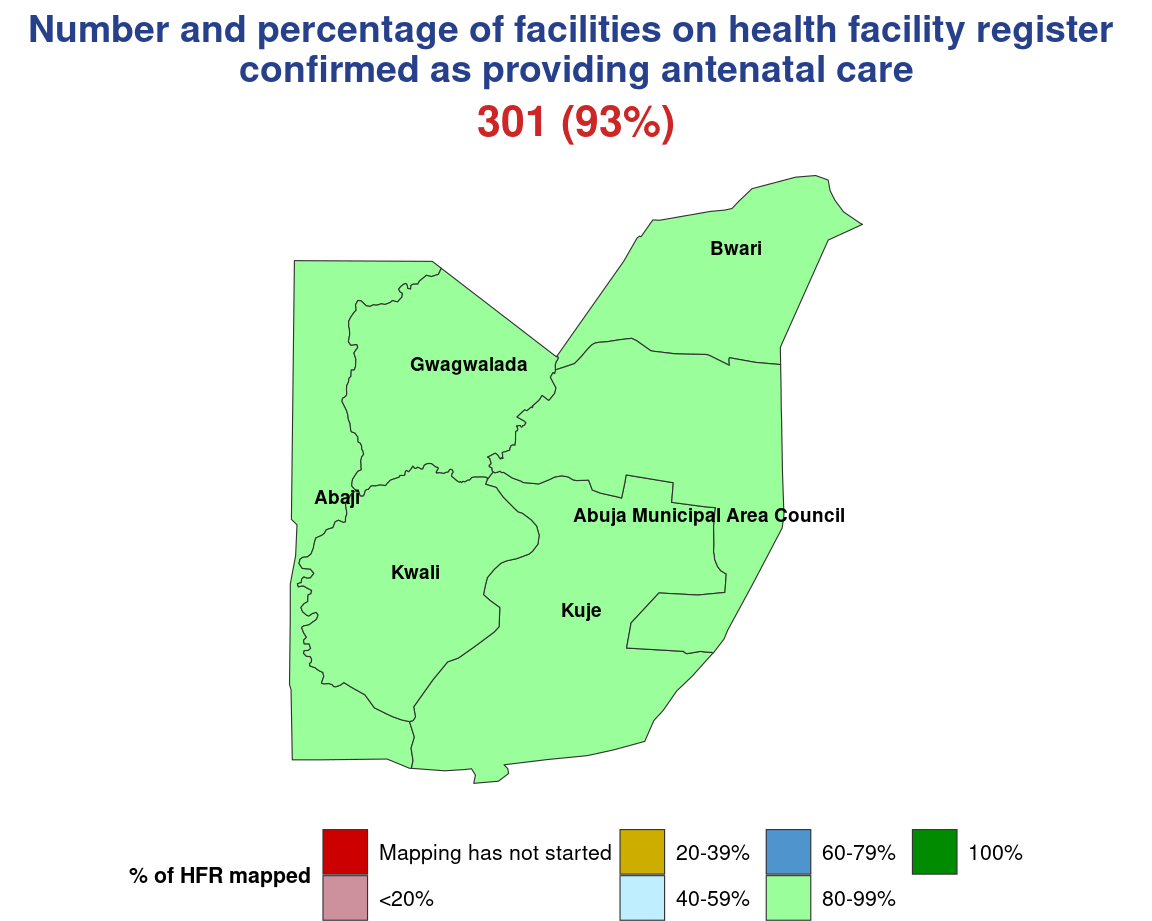 Number and percentage of facilities on health facility register
confirmed as providing antenatal care
301 (93%)
Bwari
Gwagwalada
Abaji
Abuja Municipal Area Council
Kwali
Kuje
% of HFR mapped
Mapping has not started
<20%
20-39%
40-59%
60-79%
80-99%
100%